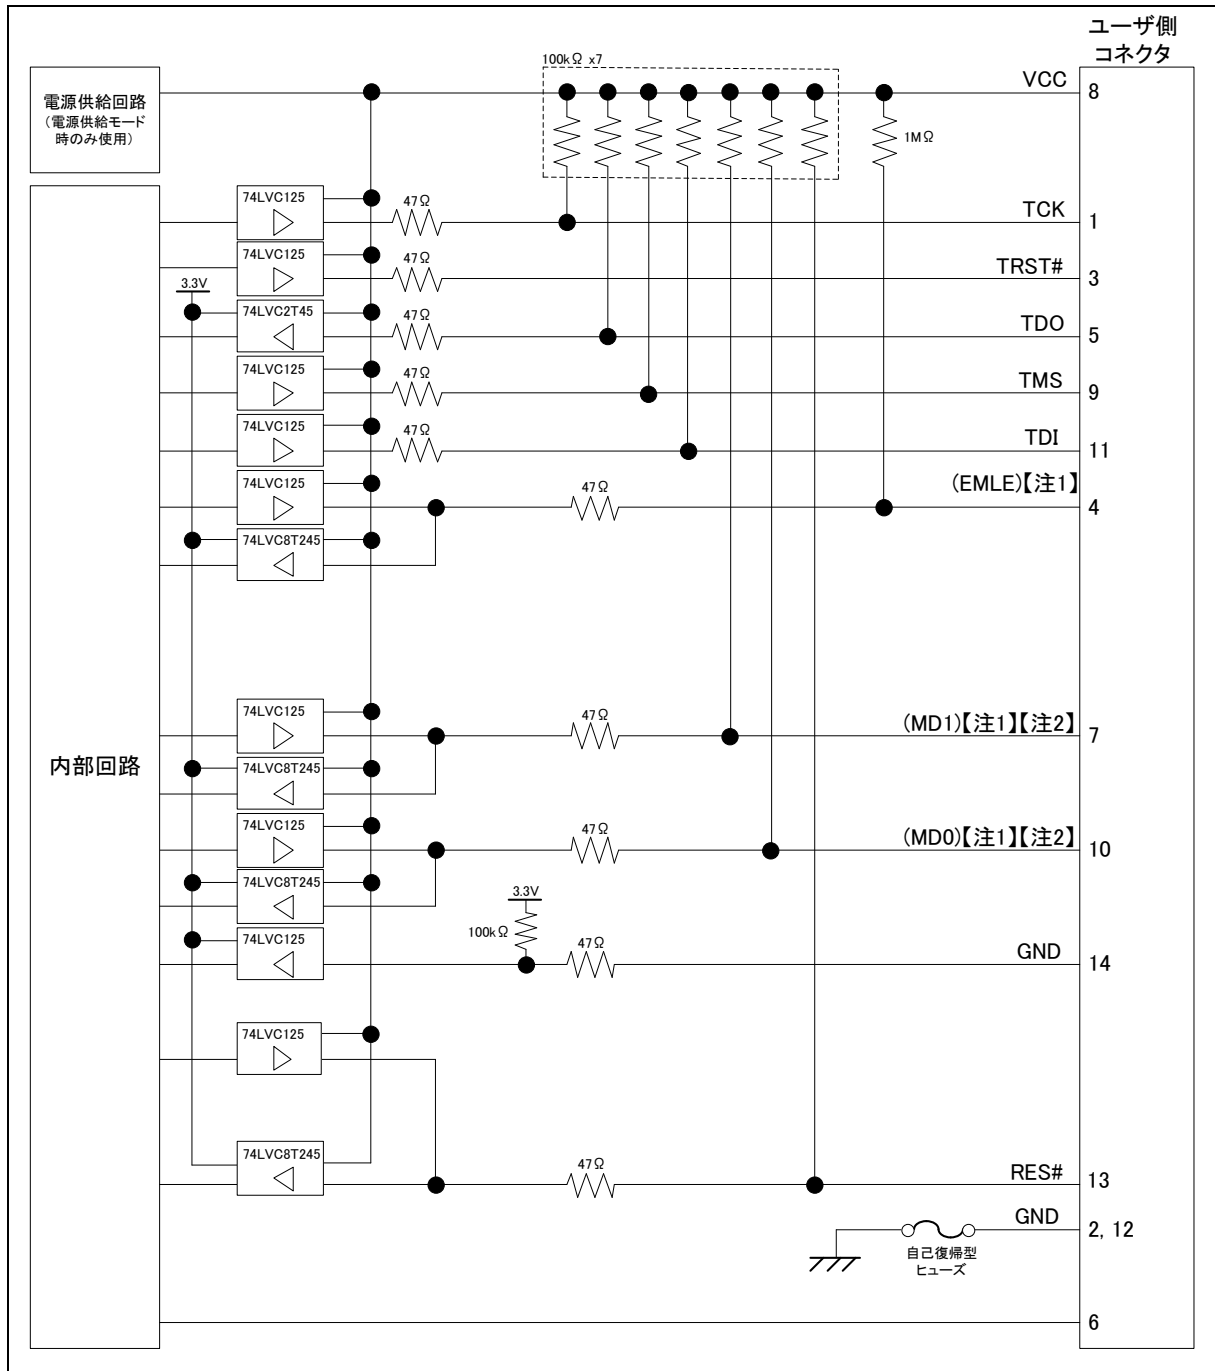 ユーザ側
コネクタ
100kΩ x7
VCC
8
電源供給回路
(電源供給モード
時のみ使用)
1MΩ
内部回路
74LVC125
47Ω
TCK
1
74LVC125
47Ω
TRST#
3
3.3V
74LVC2T45
47Ω
TDO
5
74LVC125
47Ω
TMS
9
74LVC125
47Ω
TDI
11
74LVC125
47Ω
(EMLE)【注1】
4
74LVC8T245
74LVC125
47Ω
(MD1)【注1】【注2】
7
74LVC8T245
74LVC125
47Ω
(MD0)【注1】【注2】
10
74LVC8T245
3.3V
100kΩ
74LVC125
47Ω
GND
14
74LVC125
74LVC8T245
47Ω
RES#
13
GND
2, 12
自己復帰型
ヒューズ
6